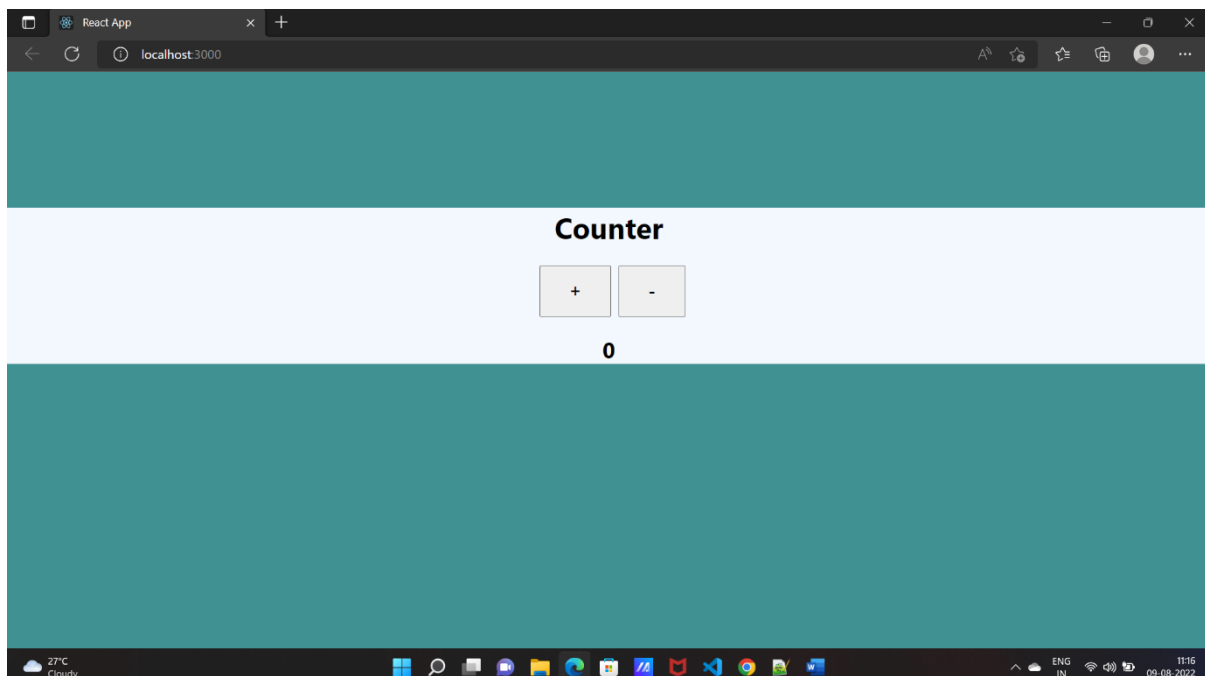 React App
localhost:3000
Counter
+ -
0
27°C
Cloudy
ENG
IN
11:16
09-08-2022